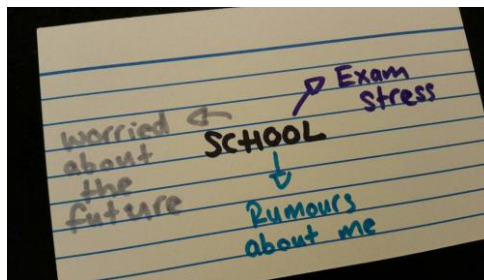 Exam
stress
SCHOOL
worried
about
the
future
Rumours
about me